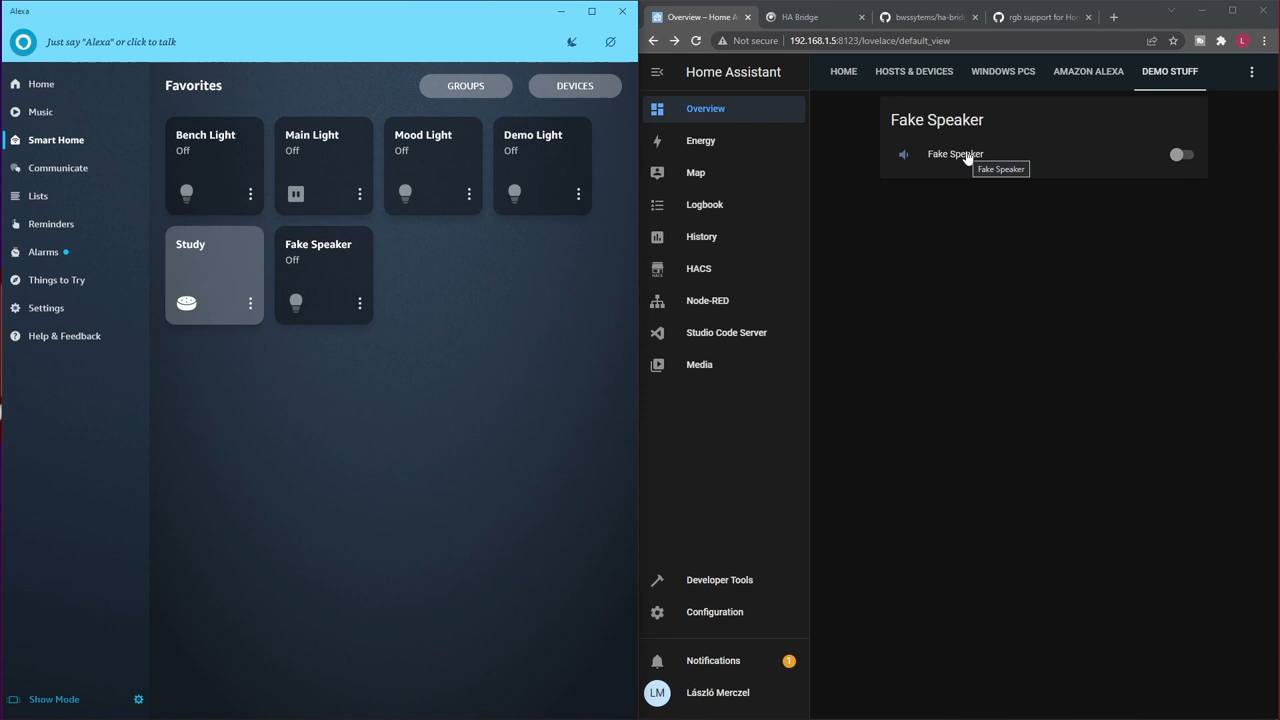 Alexa
Just say "Alexa" or click to talk
Home
Music
Smart Home
Communicate
Lists
Reminders
Alarms
Things to Try
Settings
Help & Feedback
Show Mode
Favorites
GROUPS
DEVICES
Bench Light
Off
Main Light
Off
Mood Light
Off
Demo Light
Off
Study
Fake Speaker
Off
Overview – Home A
HA Bridge
bwssytems/ha-brid
rgb support for Ho
Not secure
192.168.1.5:8123/lovelace/default_view
L
Home Assistant
HOME
HOSTS & DEVICES
WINDOWS PCS
AMAZON ALEXA
DEMO STUFF
Overview
Energy
Map
Logbook
History
HACS
HACS
Node-RED
Studio Code Server
Media
Developer Tools
Configuration
Notifications
1
LM
László Merczel
Fake Speaker
Fake Speaker
Fake Speaker